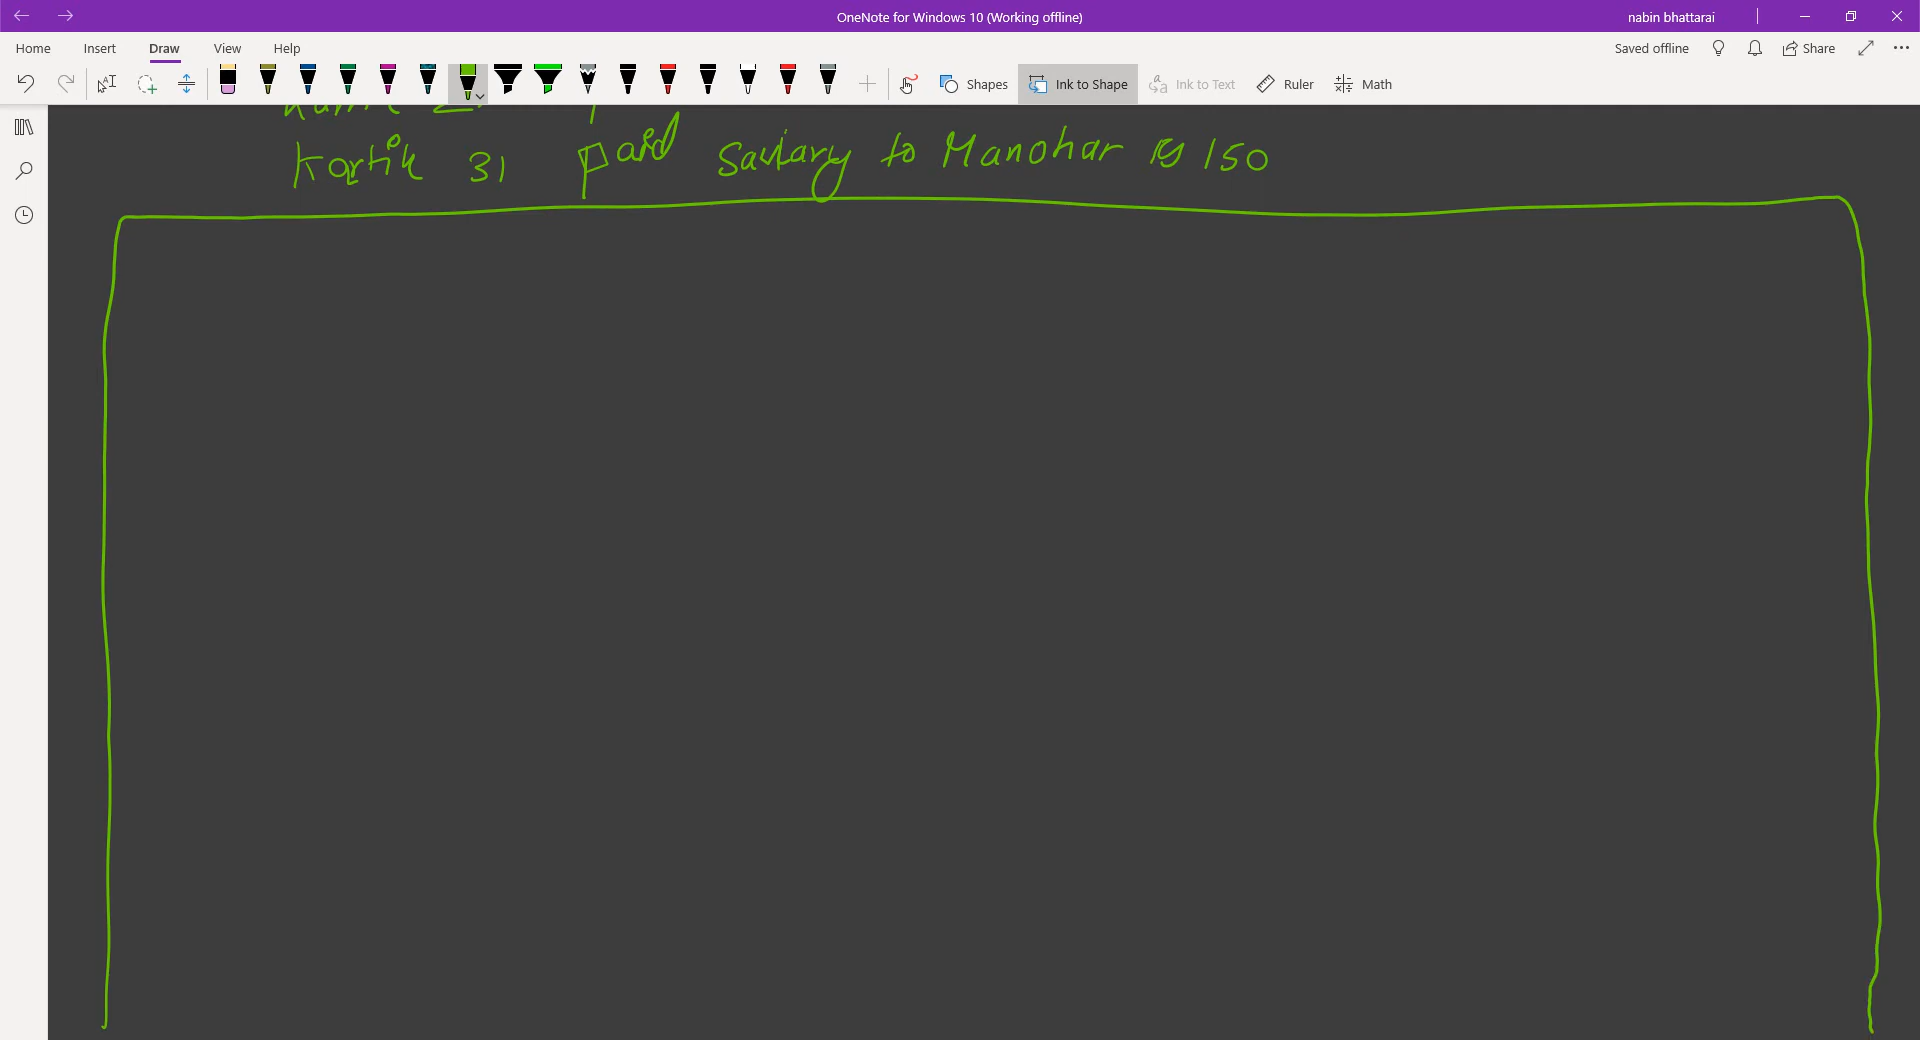 OneNote for Windows 10 (Working offline)
nabin bhattarai
Home Insert Draw View Help
Saved offline Share
Shapes Ink to Shape Ink to Text Ruler Math
Kartik 31 paid Savlary to Manohar Rs 150